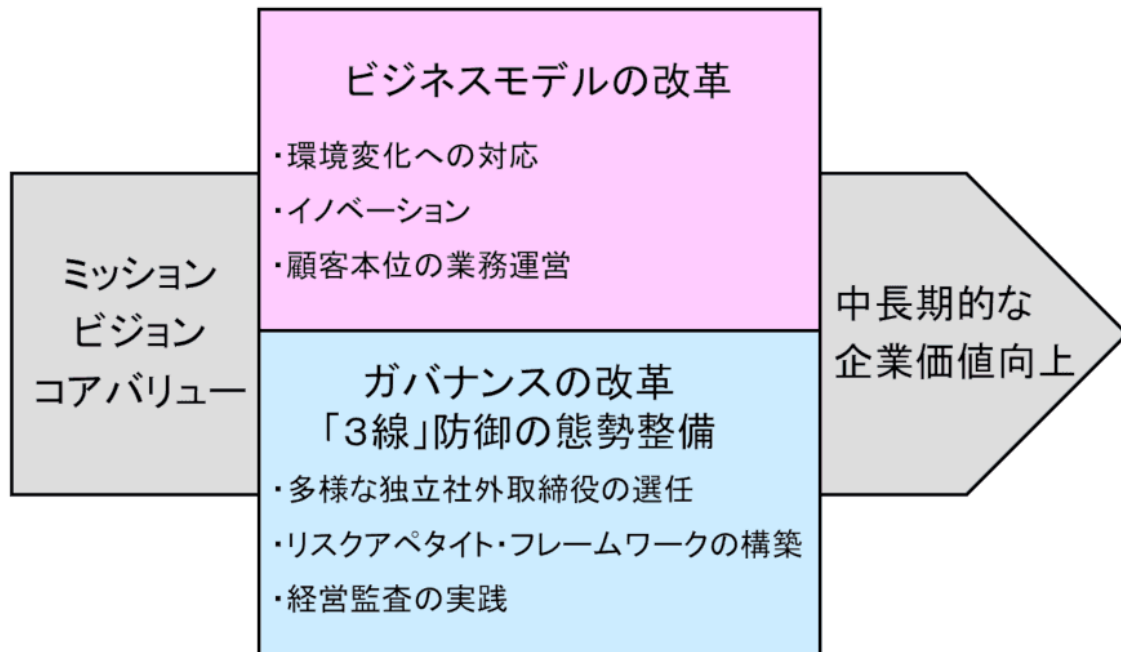 ミッション
ビジョン
コアバリュー
ビジネスモデルの改革
・環境変化への対応
・イノベーション
・顧客本位の業務運営
ガバナンスの改革
「３線」防御の態勢整備
・多様な独立社外取締役の選任
・リスクアペタイト・フレームワークの構築
・経営監査の実践
中長期的な
企業価値向上